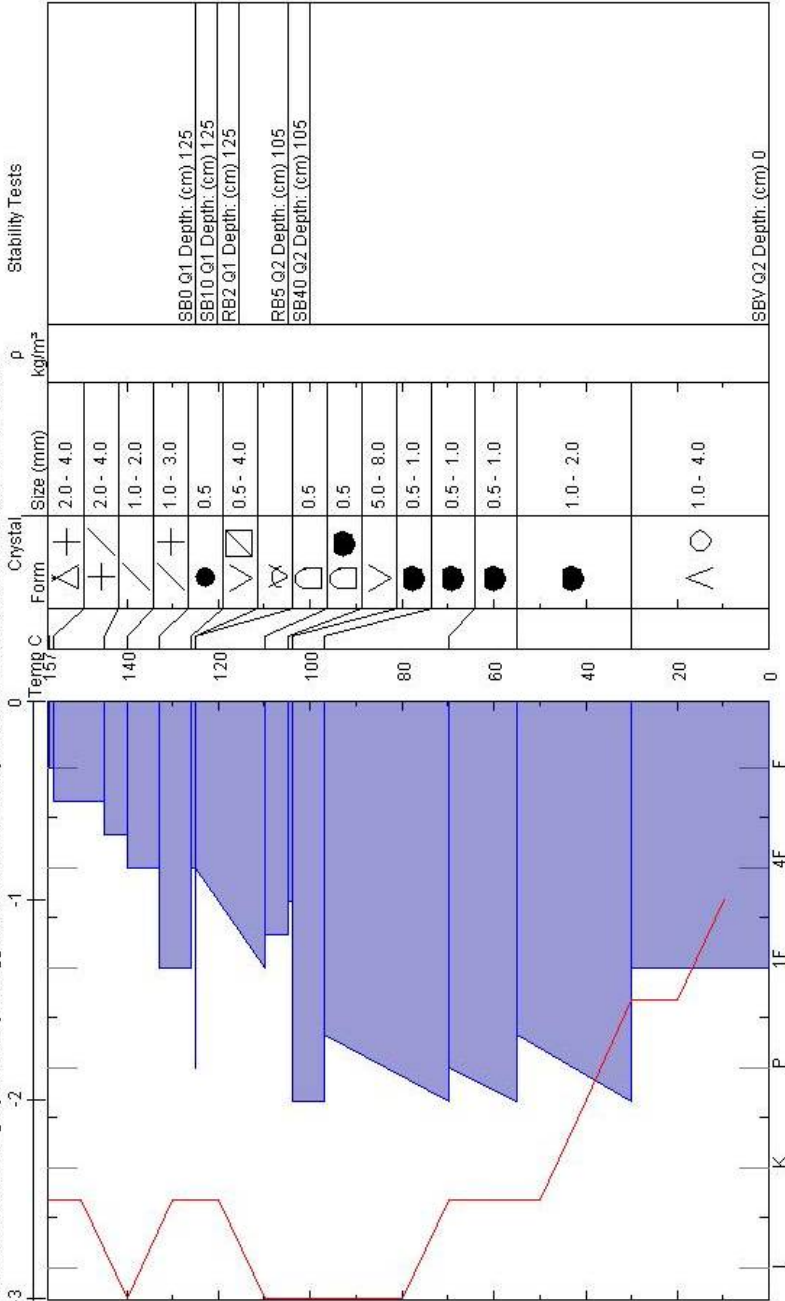 -3
-2
-1
0
Temp C
Crystal
Form
Size (mm)
ρ
kg/m³
Stability Tests
157
140
120
100
80
60
40
20
0
2.0 - 4.0
2.0 - 4.0
1.0 - 2.0
1.0 - 3.0
0.5
0.5 - 4.0
0.5
0.5
5.0 - 8.0
0.5 - 1.0
0.5 - 1.0
0.5 - 1.0
1.0 - 2.0
1.0 - 4.0
SB0 Q1 Depth: (cm) 125
SB10 Q1 Depth: (cm) 125
RB2 Q1 Depth: (cm) 125
RB5 Q2 Depth: (cm) 105
SB40 Q2 Depth: (cm) 105
SBV Q2 Depth: (cm) 0
I
K
P
1F
4F
F